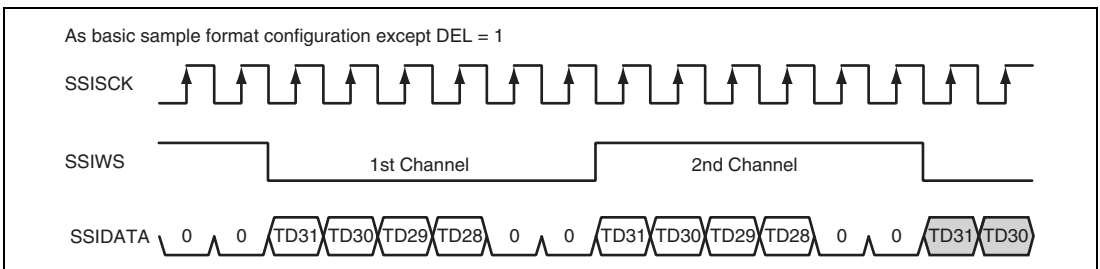 As basic sample format configuration except DEL = 1
SSISCK
SSIWS 1st Channel 2nd Channel
SSIDATA 0 0 TD31 TD30 TD29 TD28 0 0 TD31 TD30 TD29 TD28 0 0 TD31 TD30